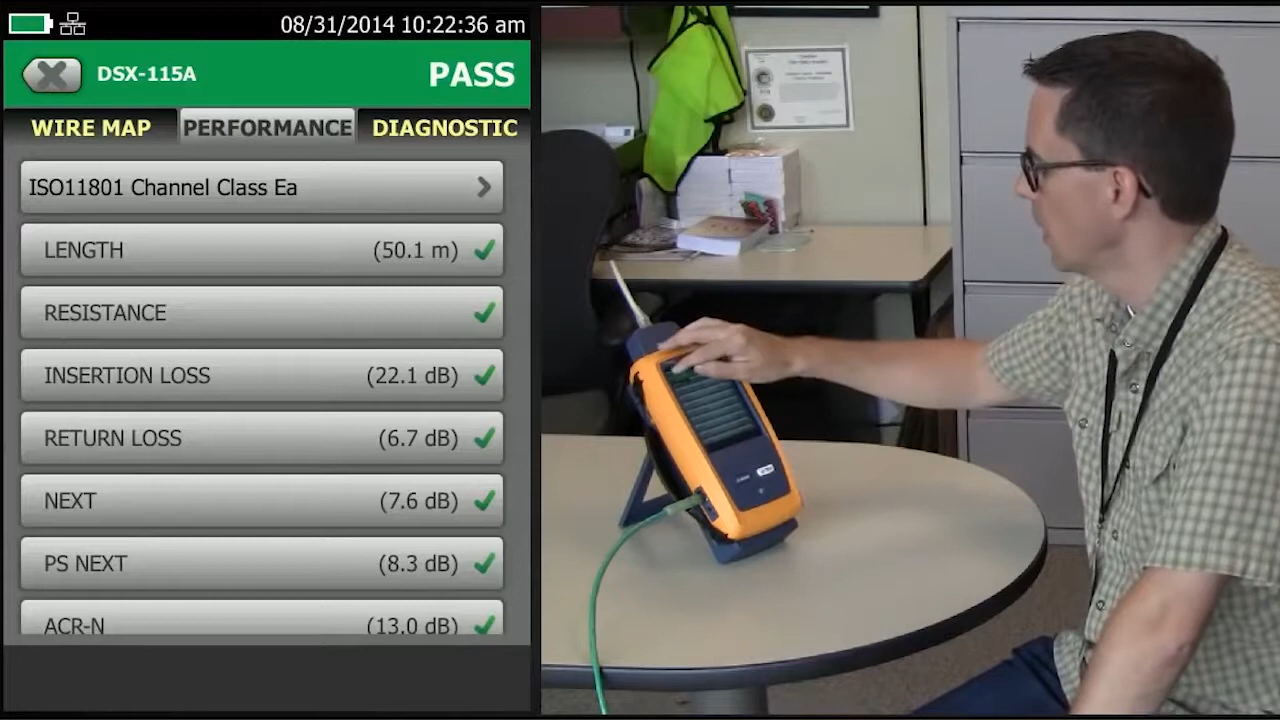 08/31/2014 10:22:36 am
DSX-115A
PASS
WIRE MAP
PERFORMANCE
DIAGNOSTIC
ISO11801 Channel Class Ea
LENGTH (50.1 m)
RESISTANCE
INSERTION LOSS (22.1 dB)
RETURN LOSS (6.7 dB)
NEXT (7.6 dB)
PS NEXT (8.3 dB)
ACR-N (13.0 dB)